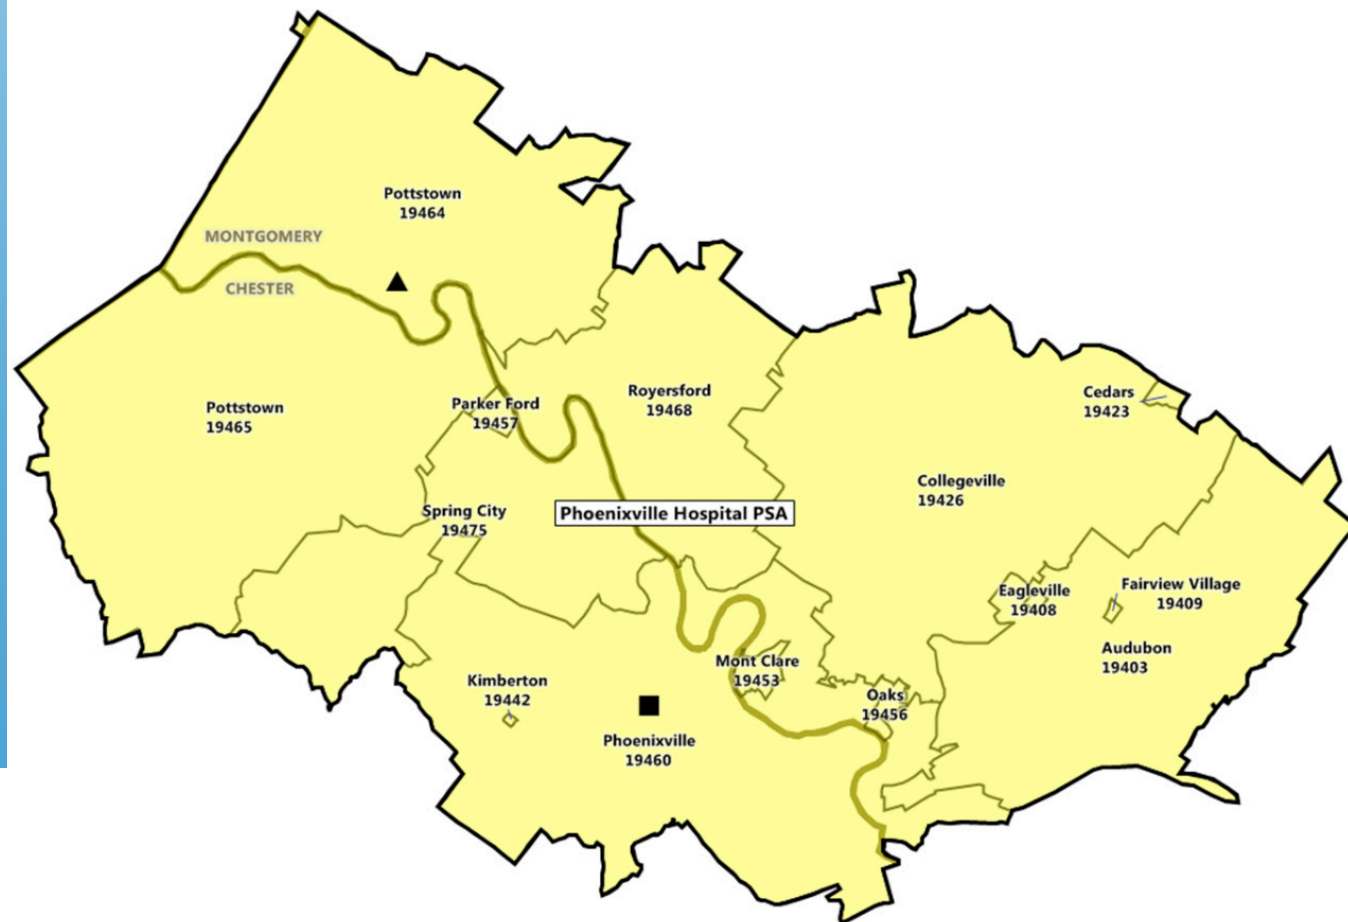 Pottstown
19464
MONTGOMERY
CHESTER
Pottstown
19465
Parker Ford
19457
Royersford
19468
Cedars
19423
Collegeville
19426
Spring City
19475
Phoenixville Hospital PSA
Eagleville
19408
Fairview Village
19409
Audubon
19403
Mont Clare
19453
Kimberton
19442
Oaks
19456
Phoenixville
19460